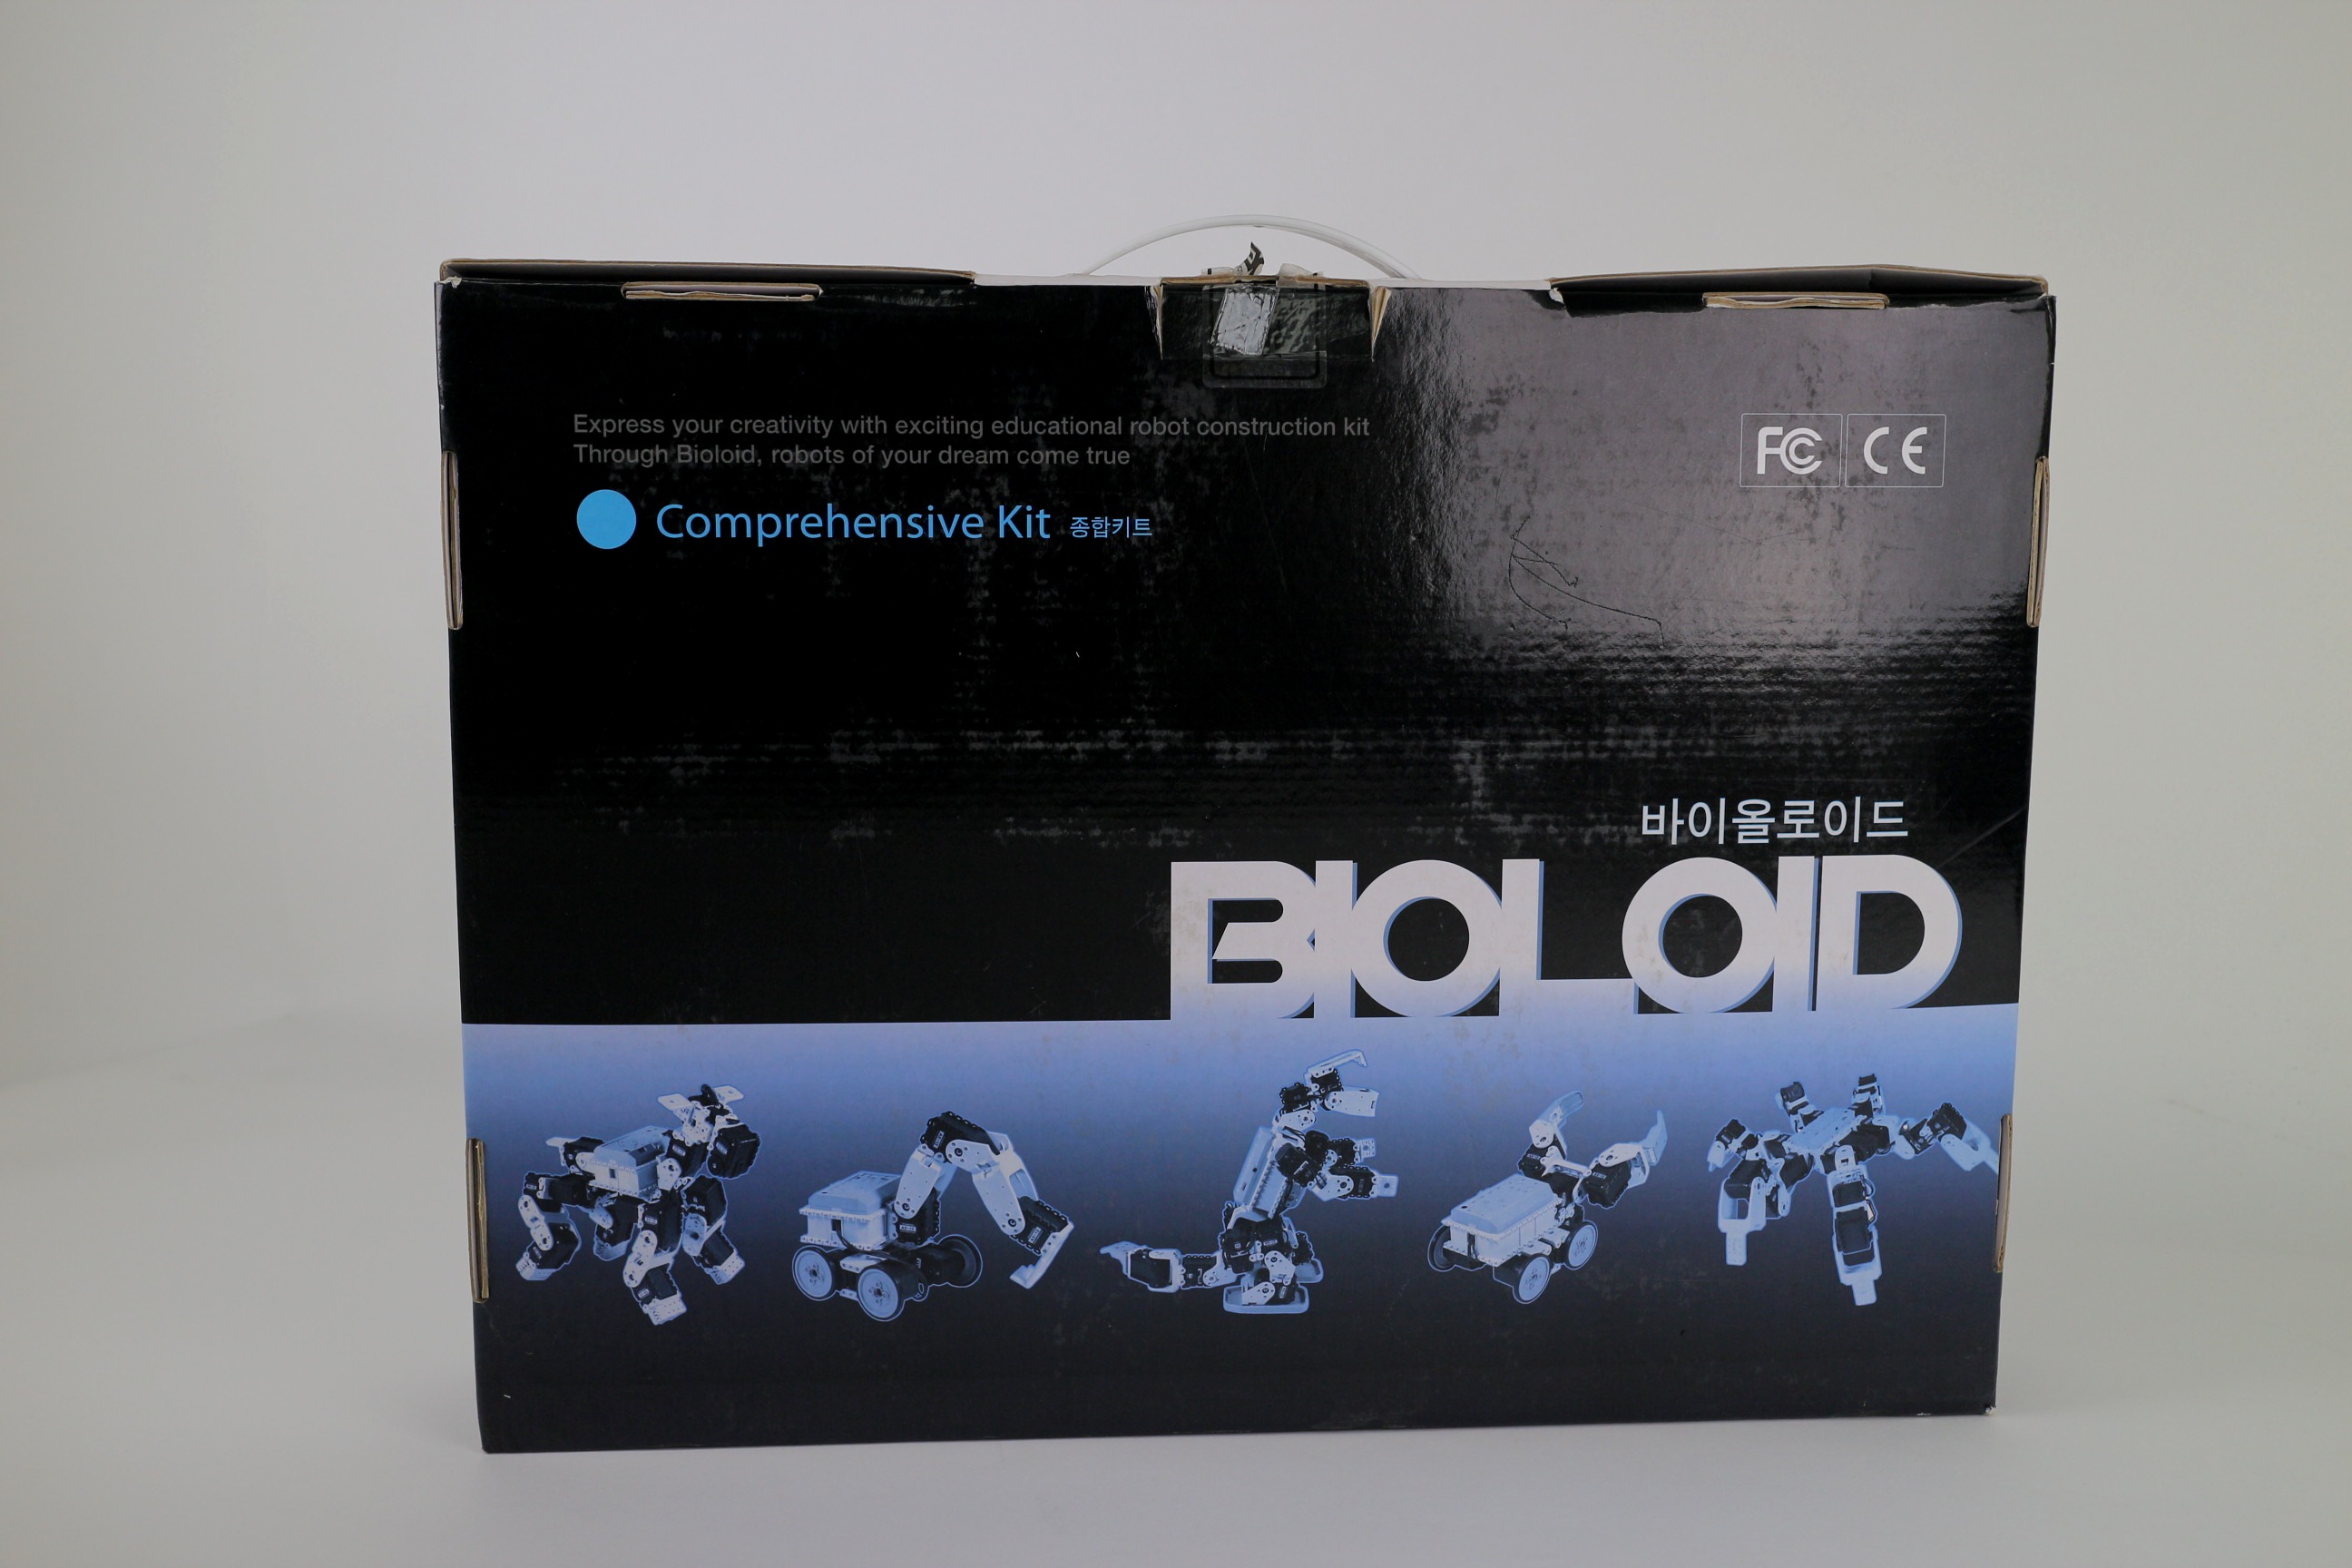 Express your creativity with exciting educational robot construction kit
Through Bioloid, robots of your dream come true
Comprehensive Kit 종합키트
FC CE
바이올로이드
BIOLOID